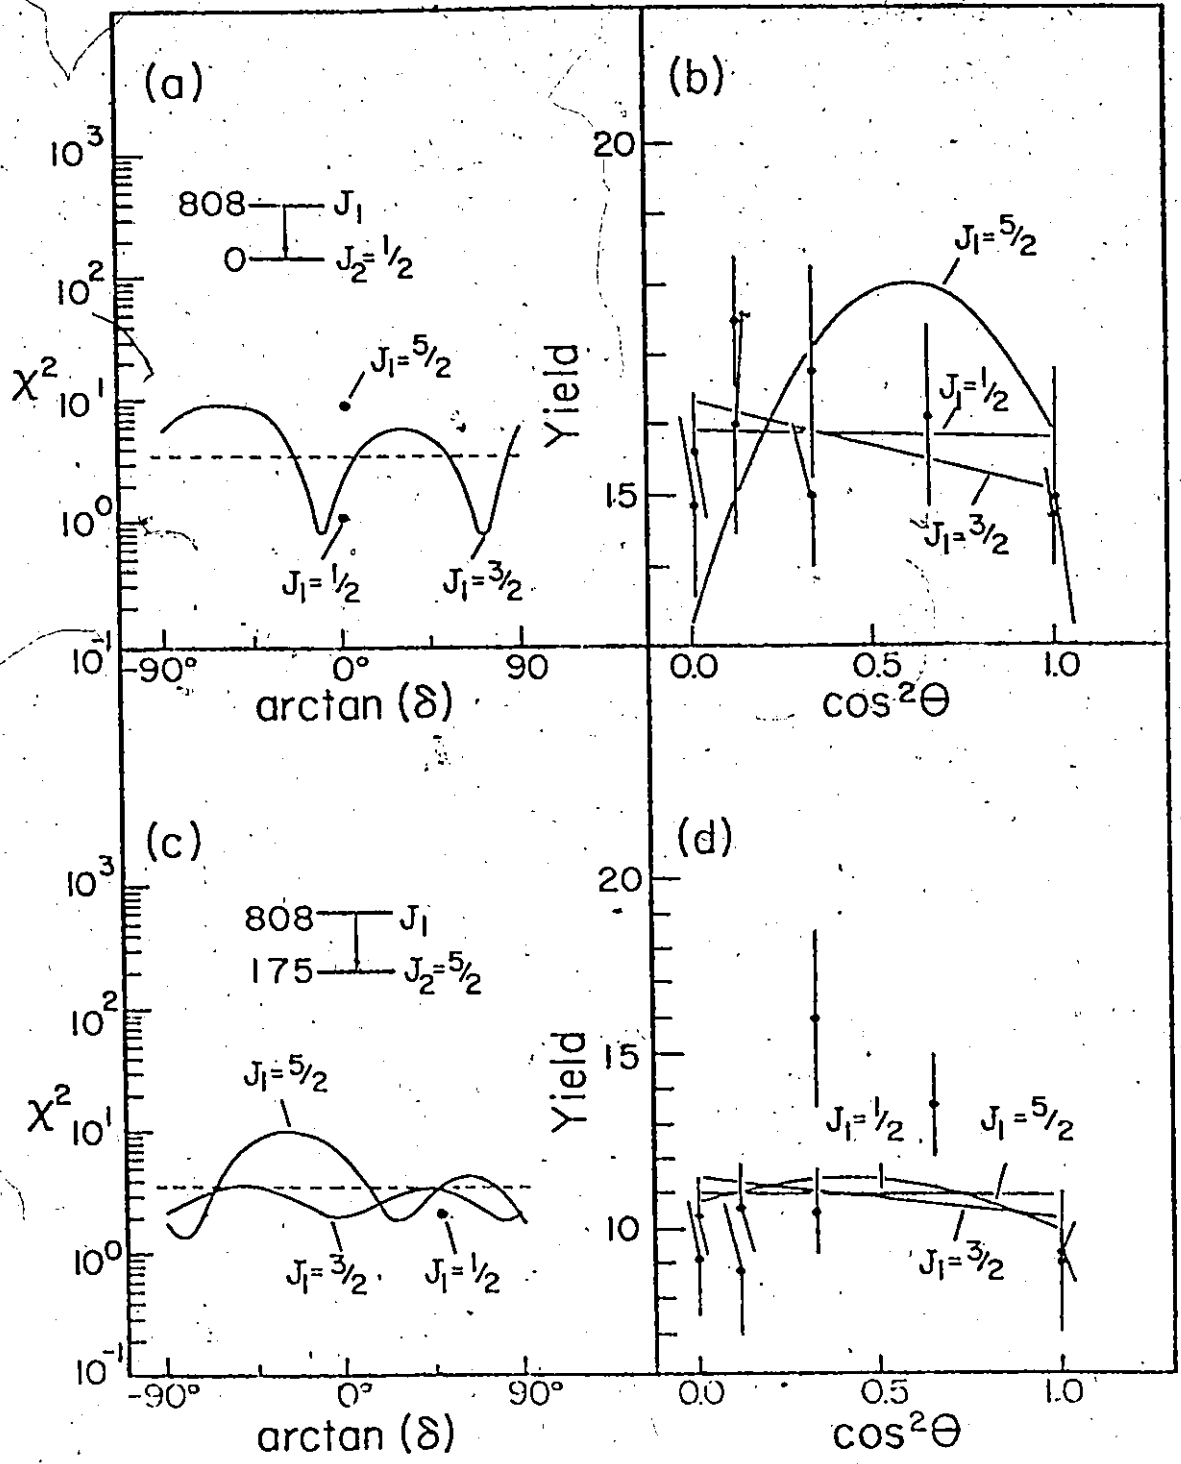 (a)
10³
808 J₁
0 J₂=1/2
10²
J₁=5/2
χ²
10¹
10⁰
J₁=1/2
J₁=3/2
10⁻¹
-90° 0° 90
arctan (δ)
(b)
20
J₁=5/2
Yield
J₁=1/2
15
J₁=3/2
0.0 0.5 1.0
cos²θ
(c)
10³
808 J₁
175 J₂=5/2
10²
J₁=5/2
χ²
10¹
10⁰
J₁=3/2
J₁=1/2
10⁻¹
-90° 0° 90°
arctan (δ)
(d)
20
Yield
15
J₁=1/2
J₁=5/2
10
J₁=3/2
0.0 0.5 1.0
cos²θ